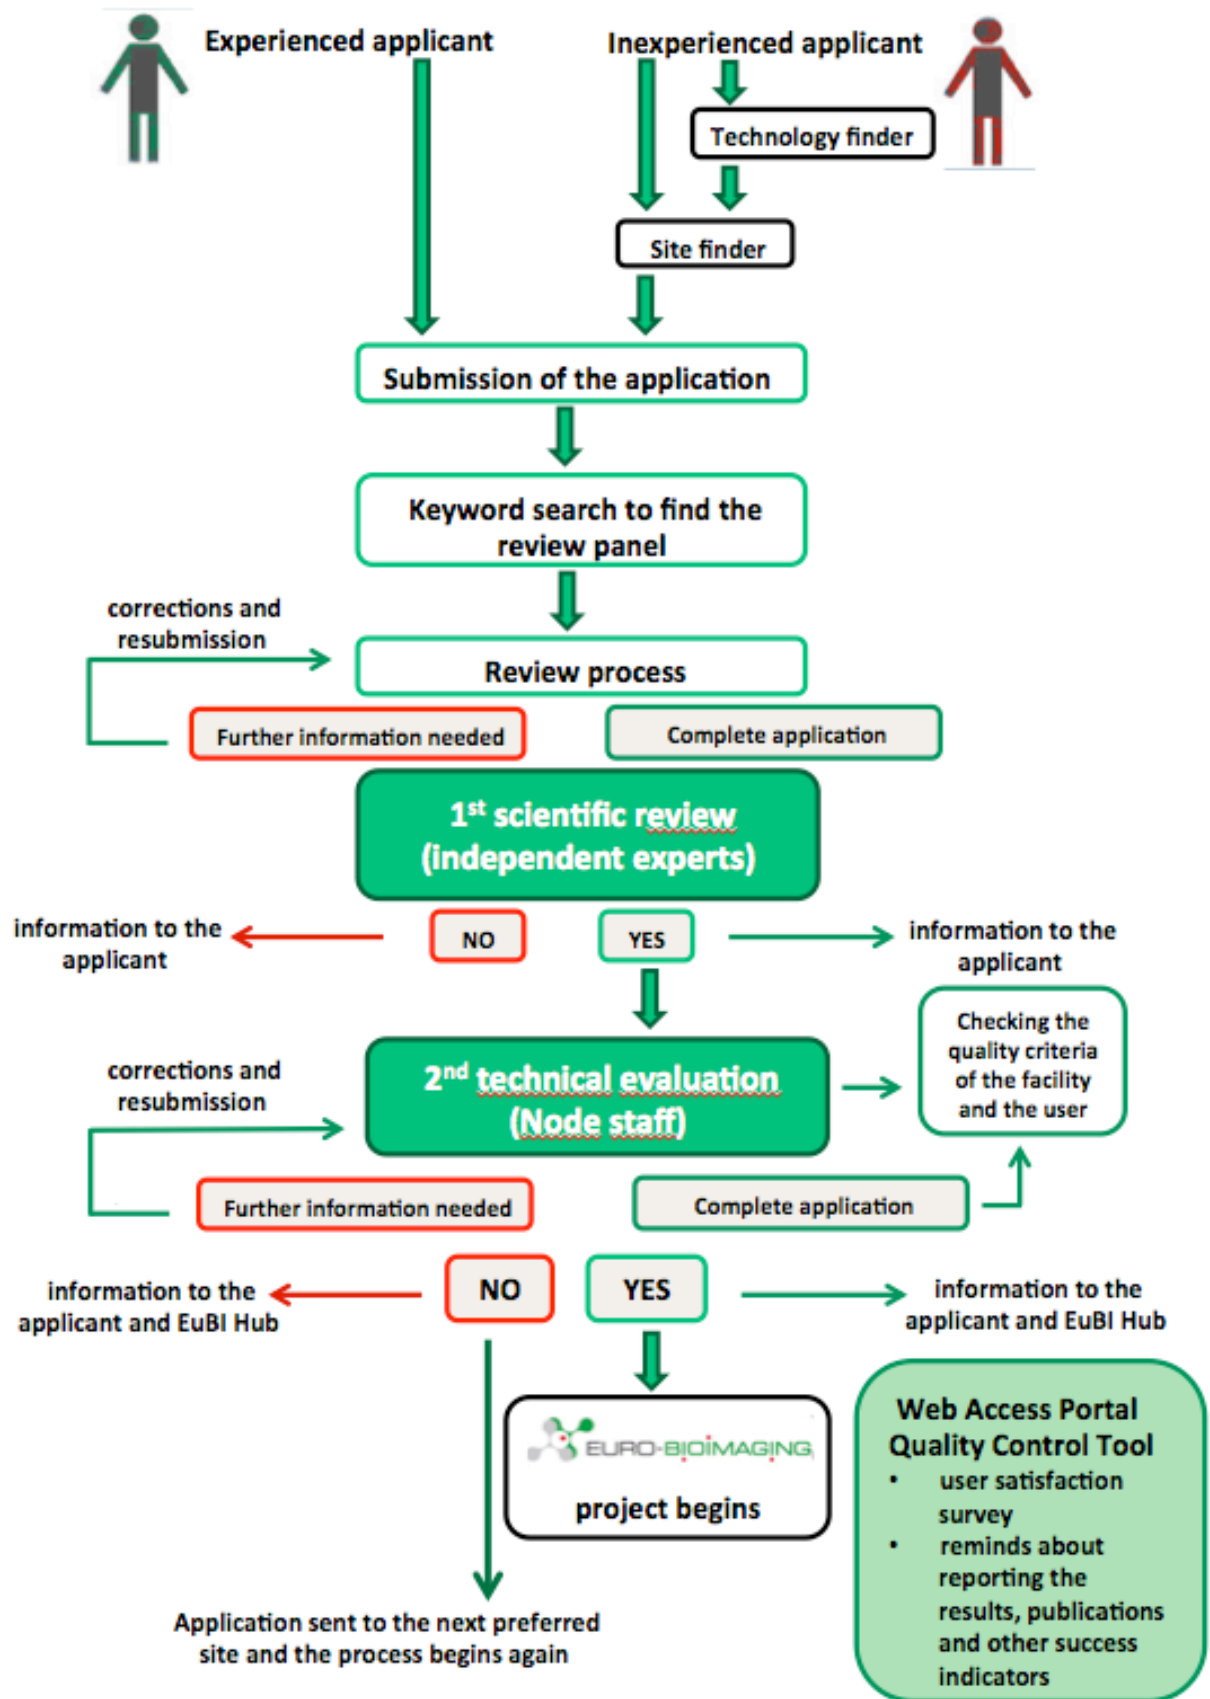 Experienced applicant
Inexperienced applicant
Technology finder
Site finder
Submission of the application
Keyword search to find the
review panel
corrections and
resubmission
Review process
Further information needed
Complete application
1st scientific review
(independent experts)
information to the
applicant
NO
YES
information to the
applicant
Checking the
quality criteria
of the facility
and the user
corrections and
resubmission
2nd technical evaluation
(Node staff)
Further information needed
Complete application
information to the
applicant and EuBI Hub
NO
YES
information to the
applicant and EuBI Hub
EURO-BIOIMAGING
project begins
Web Access Portal
Quality Control Tool
• user satisfaction
survey
• reminds about
reporting the
results, publications
and other success
indicators
Application sent to the next preferred
site and the process begins again